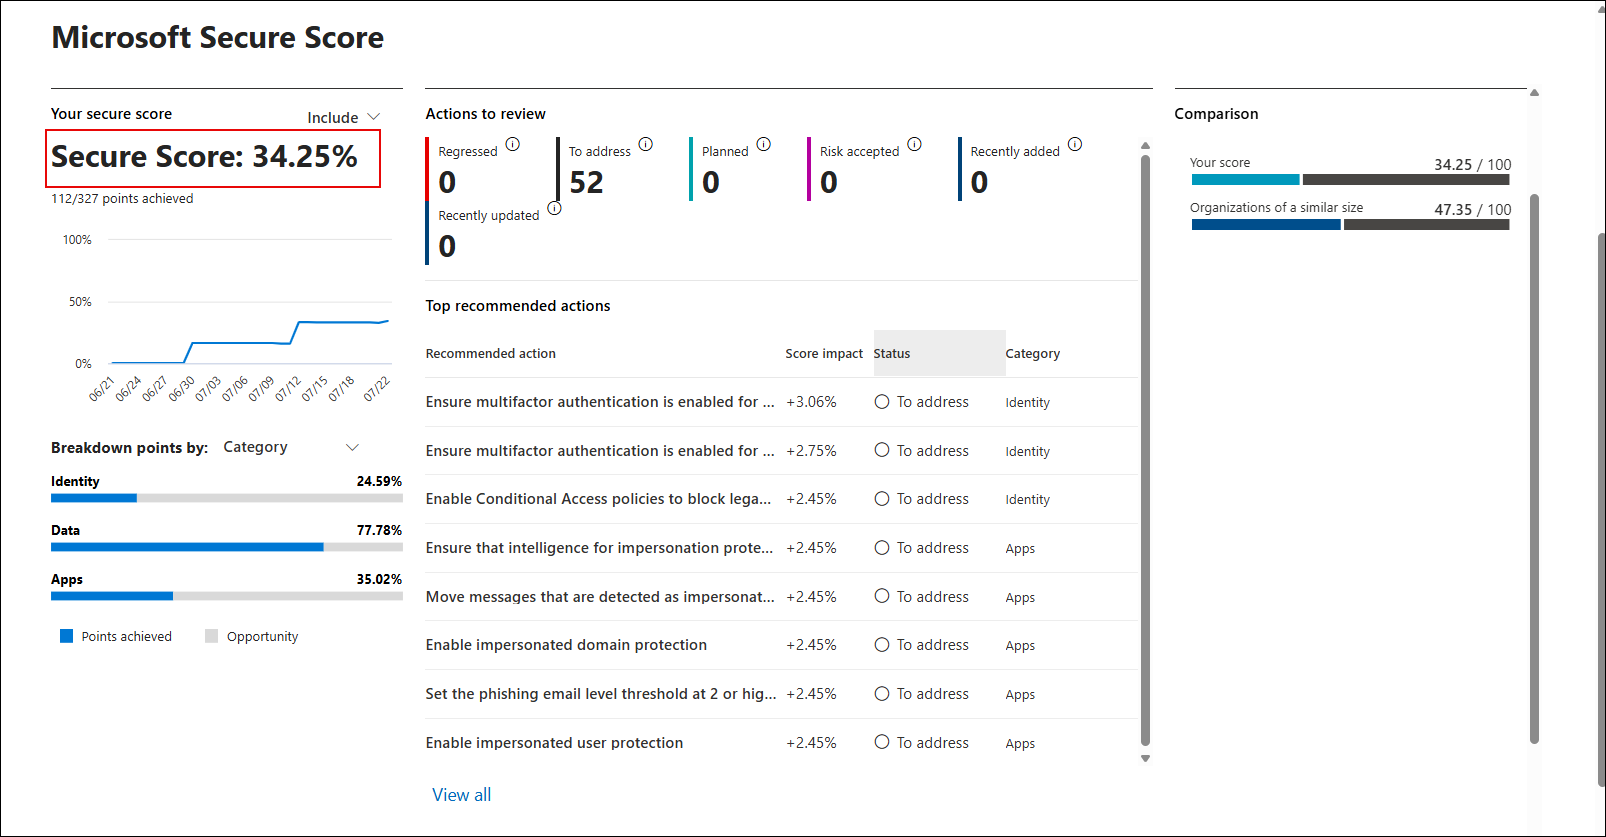 Microsoft Secure Score
Your secure score
Include
Secure Score: 34.25%
112/327 points achieved
100%
50%
0%
06/21 06/24 06/27 06/30 07/03 07/06 07/09 07/12 07/15 07/18 07/22
Breakdown points by: Category
Identity 24.59%
Data 77.78%
Apps 35.02%
Points achieved Opportunity
Actions to review
Regressed To address Planned Risk accepted Recently added
0 52 0 0 0
Recently updated
0
Top recommended actions
Recommended action Score impact Status Category
Ensure multifactor authentication is enabled for ... +3.06% To address Identity
Ensure multifactor authentication is enabled for ... +2.75% To address Identity
Enable Conditional Access policies to block lega... +2.45% To address Identity
Ensure that intelligence for impersonation prote... +2.45% To address Apps
Move messages that are detected as impersonat... +2.45% To address Apps
Enable impersonated domain protection +2.45% To address Apps
Set the phishing email level threshold at 2 or hig... +2.45% To address Apps
Enable impersonated user protection +2.45% To address Apps
View all
Comparison
Your score 34.25 / 100
Organizations of a similar size 47.35 / 100